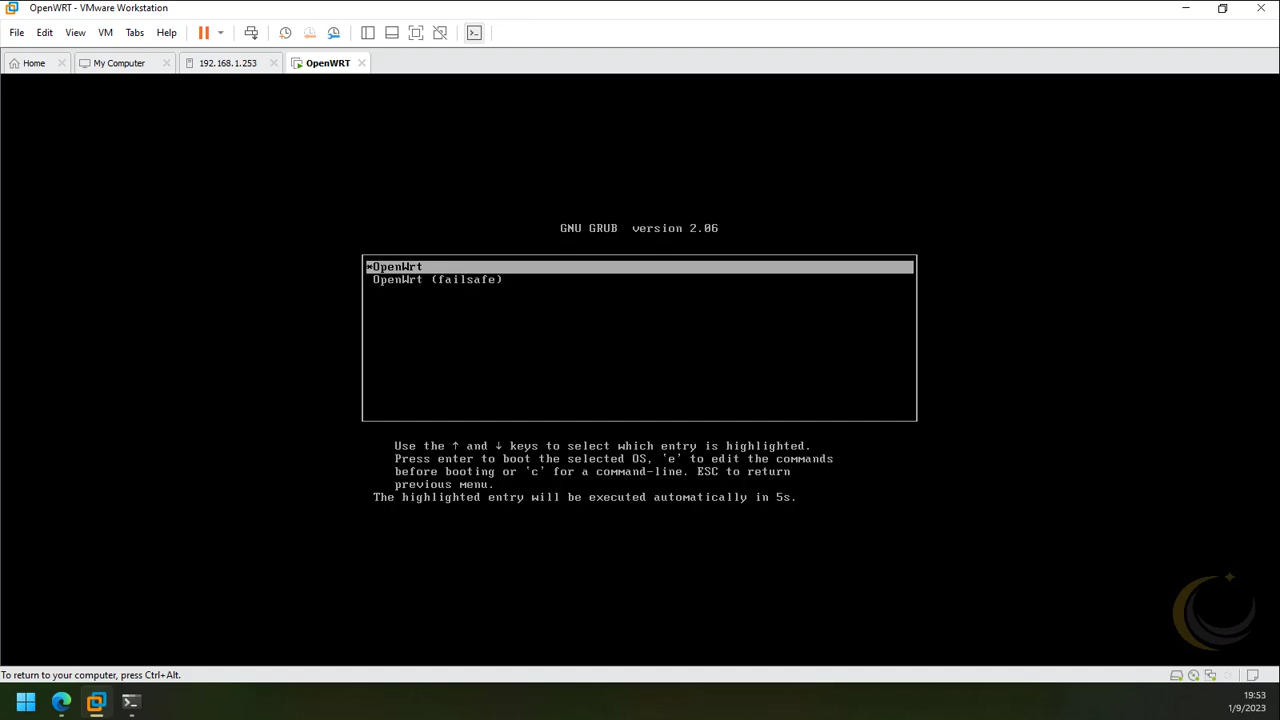 OpenWRT - VMware Workstation
File Edit View VM Tabs Help
Home My Computer 192.168.1.253 OpenWRT
GNU GRUB version 2.06
*OpenWrt
OpenWrt (failsafe)
Use the ↑ and ↓ keys to select which entry is highlighted.
Press enter to boot the selected OS, 'e' to edit the commands
before booting or 'c' for a command-line. ESC to return
previous menu.
The highlighted entry will be executed automatically in 5s.
To return to your computer, press Ctrl+Alt.
19:53
1/9/2023